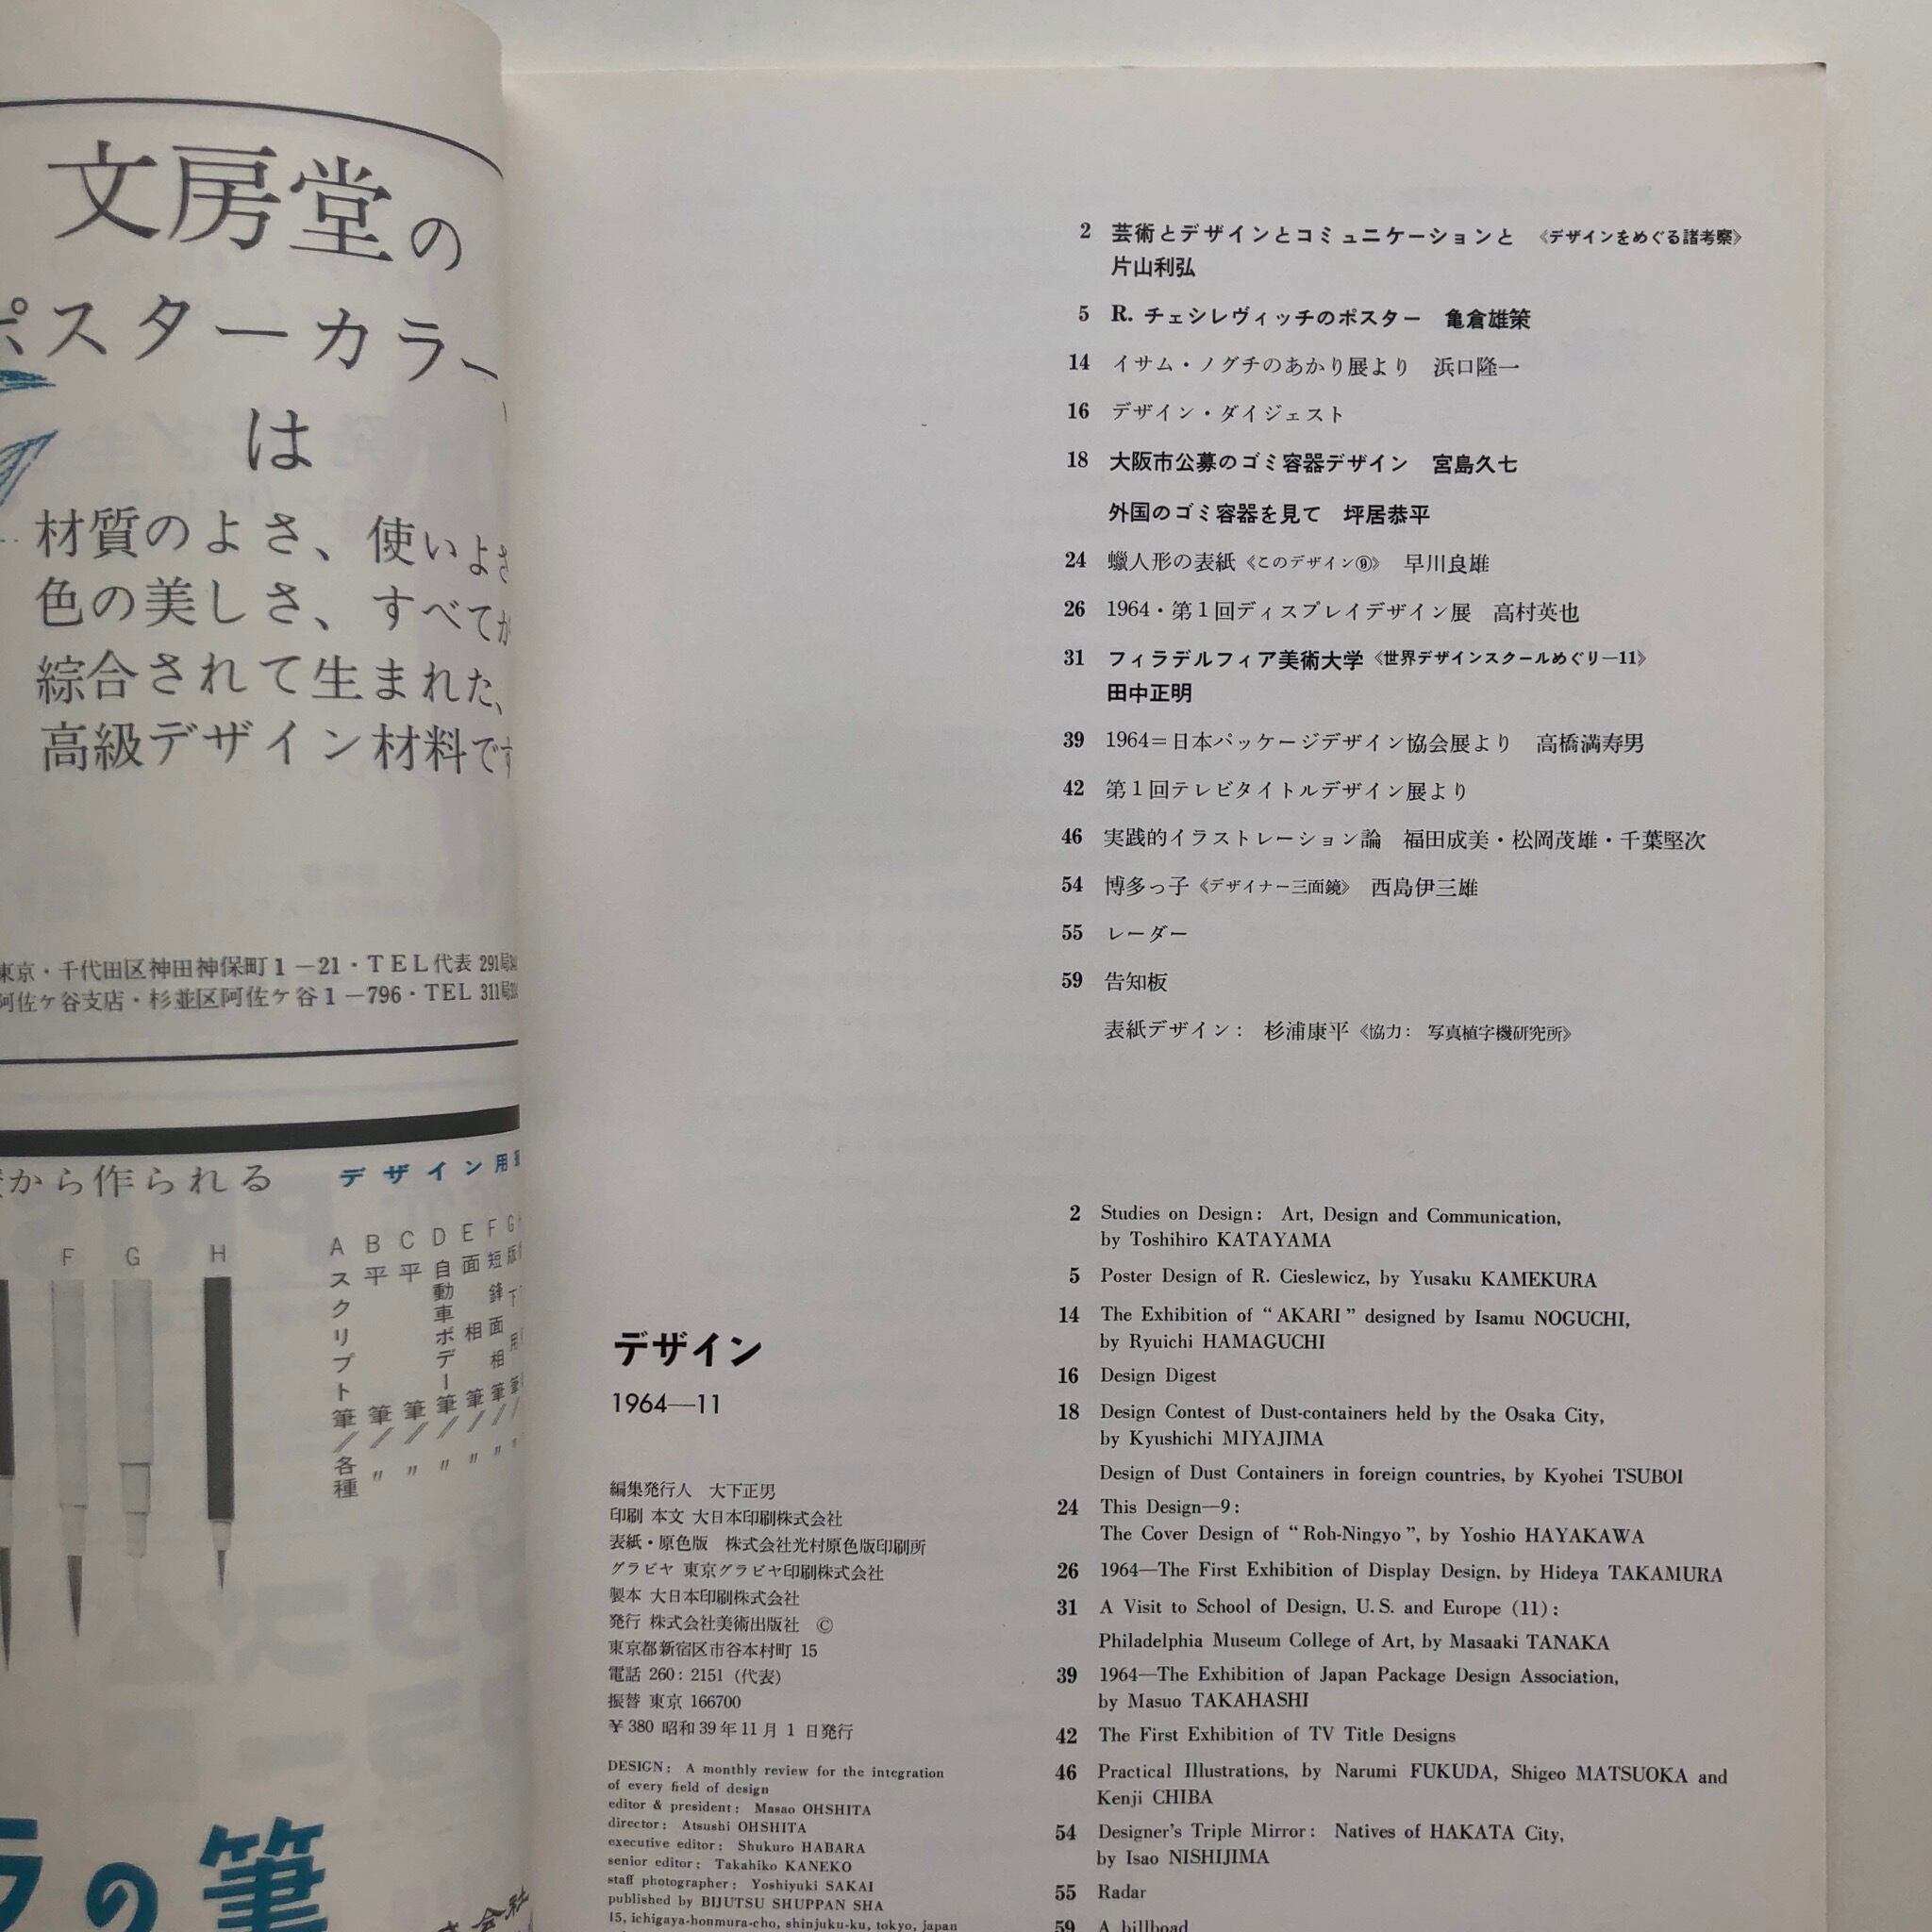 文房堂の
ポスターカラー
は
材質のよさ、使いよさ
色の美しさ、すべてが
綜合されて生まれた、
高級デザイン材料です
東京・千代田区神田神保町1−21・TEL代表 291局
阿佐ケ谷支店・杉並区阿佐ケ谷1−796・TEL 311局
から作られる
デザイン用
F G H
A B C D E F G
スクリプト筆/各種
平筆/〃
平筆/〃
自動車ボデー筆/〃
面相筆/〃
短鋒面相筆/〃
ラの筆
2 芸術とデザインとコミュニケーションと 《デザインをめぐる諸考察》
片山利弘
5 R. チェシレヴィッチのポスター 亀倉雄策
14 イサム・ノグチのあかり展より 浜口隆一
16 デザイン・ダイジェスト
18 大阪市公募のゴミ容器デザイン 宮島久七
外国のゴミ容器を見て 坪居恭平
24 蠟人形の表紙《このデザイン⑨》 早川良雄
26 1964・第1回ディスプレイデザイン展 高村英也
31 フィラデルフィア美術大学《世界デザインスクールめぐり—11》
田中正明
39 1964=日本パッケージデザイン協会展より 高橋満寿男
42 第1回テレビタイトルデザイン展より
46 実践的イラストレーション論 福田成美・松岡茂雄・千葉堅次
54 博多っ子《デザイナー三面鏡》 西島伊三雄
55 レーダー
59 告知板
表紙デザイン: 杉浦康平《協力: 写真植字機研究所》
デザイン
1964—11
編集発行人 大下正男
印刷 本文 大日本印刷株式会社
表紙・原色版 株式会社光村原色版印刷所
グラビヤ 東京グラビヤ印刷株式会社
製本 大日本印刷株式会社
発行 株式会社美術出版社 ©
東京都新宿区市谷本村町 15
電話 260: 2151 (代表)
振替 東京 166700
¥380 昭和39年11月1日発行
DESIGN: A monthly review for the integration
of every field of design
editor & president: Masao OHSHITA
director: Atsushi OHSHITA
executive editor: Shukuro HABARA
senior editor: Takahiko KANEKO
staff photographer: Yoshiyuki SAKAI
published by BIJUTSU SHUPPAN SHA
15, ichigaya-honmura-cho, shinjuku-ku, tokyo, japan
2 Studies on Design: Art, Design and Communication,
by Toshihiro KATAYAMA
5 Poster Design of R. Cieslewicz, by Yusaku KAMEKURA
14 The Exhibition of “AKARI” designed by Isamu NOGUCHI,
by Ryuichi HAMAGUCHI
16 Design Digest
18 Design Contest of Dust-containers held by the Osaka City,
by Kyushichi MIYAJIMA
Design of Dust Containers in foreign countries, by Kyohei TSUBOI
24 This Design—9:
The Cover Design of “Roh-Ningyo”, by Yoshio HAYAKAWA
26 1964—The First Exhibition of Display Design, by Hideya TAKAMURA
31 A Visit to School of Design, U.S. and Europe (11):
Philadelphia Museum College of Art, by Masaaki TANAKA
39 1964—The Exhibition of Japan Package Design Association,
by Masuo TAKAHASHI
42 The First Exhibition of TV Title Designs
46 Practical Illustrations, by Narumi FUKUDA, Shigeo MATSUOKA and
Kenji CHIBA
54 Designer’s Triple Mirror: Natives of HAKATA City,
by Isao NISHIJIMA
55 Radar
59 A billboad